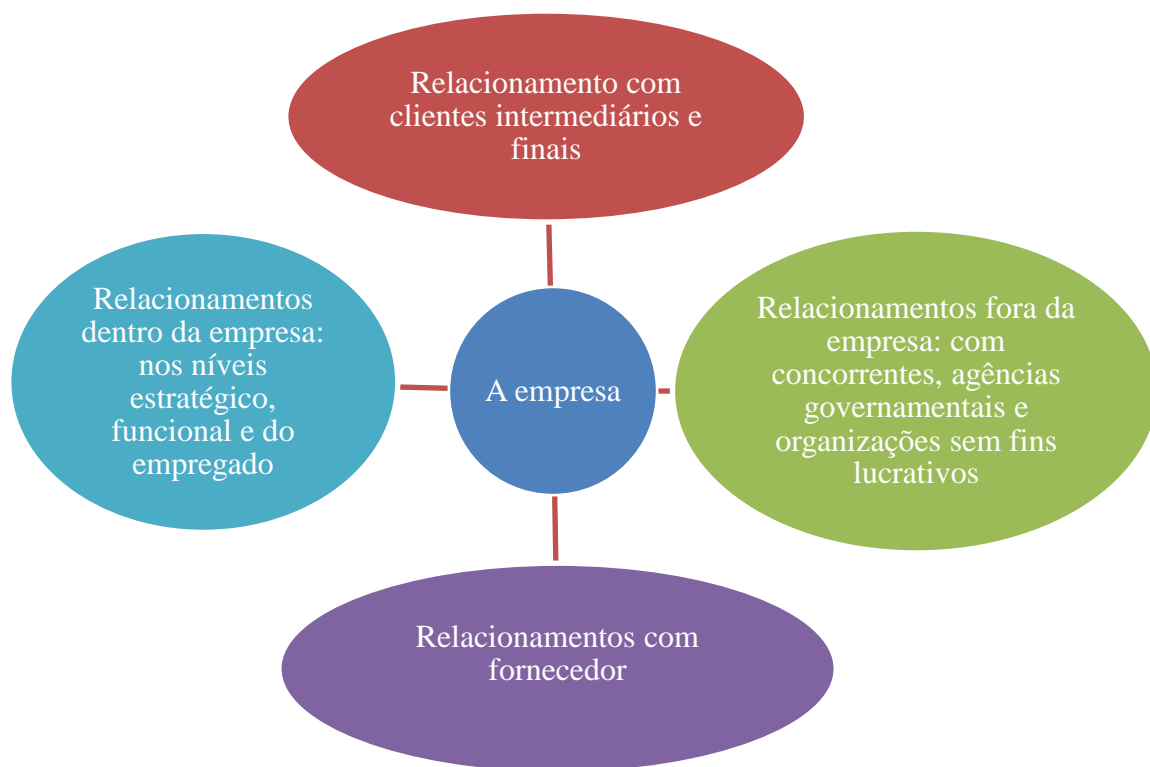 Relacionamento com
clientes intermediários e
finais
Relacionamentos
dentro da empresa:
nos níveis
estratégico,
funcional e do
empregado
A empresa
Relacionamentos fora da
empresa: com
concorrentes, agências
governamentais e
organizações sem fins
lucrativos
Relacionamentos com
fornecedor